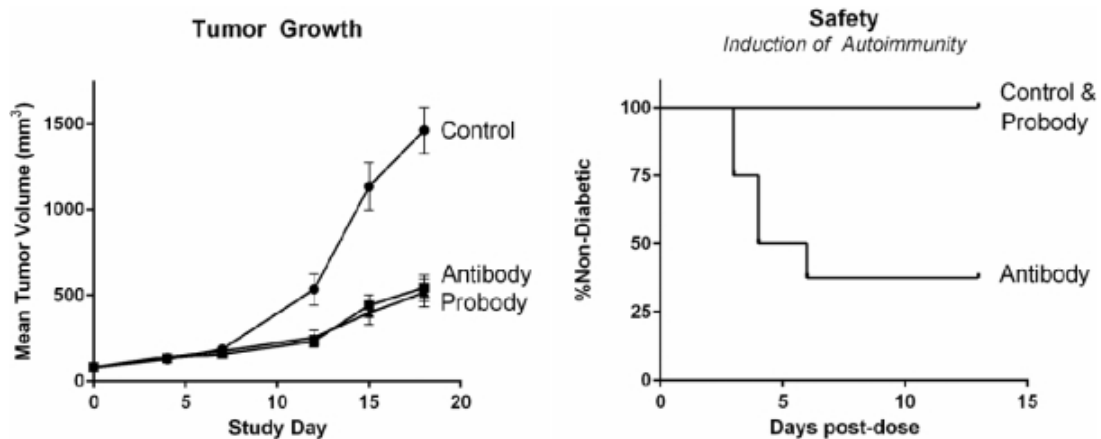 Tumor Growth
Mean Tumor Volume (mm³)
1500
1000
500
0
Control
Antibody
Probody
0 5 10 15 20
Study Day
Safety
Induction of Autoimmunity
%Non-Diabetic
100
75
50
25
0
Control &
Probody
Antibody
0 5 10 15
Days post-dose